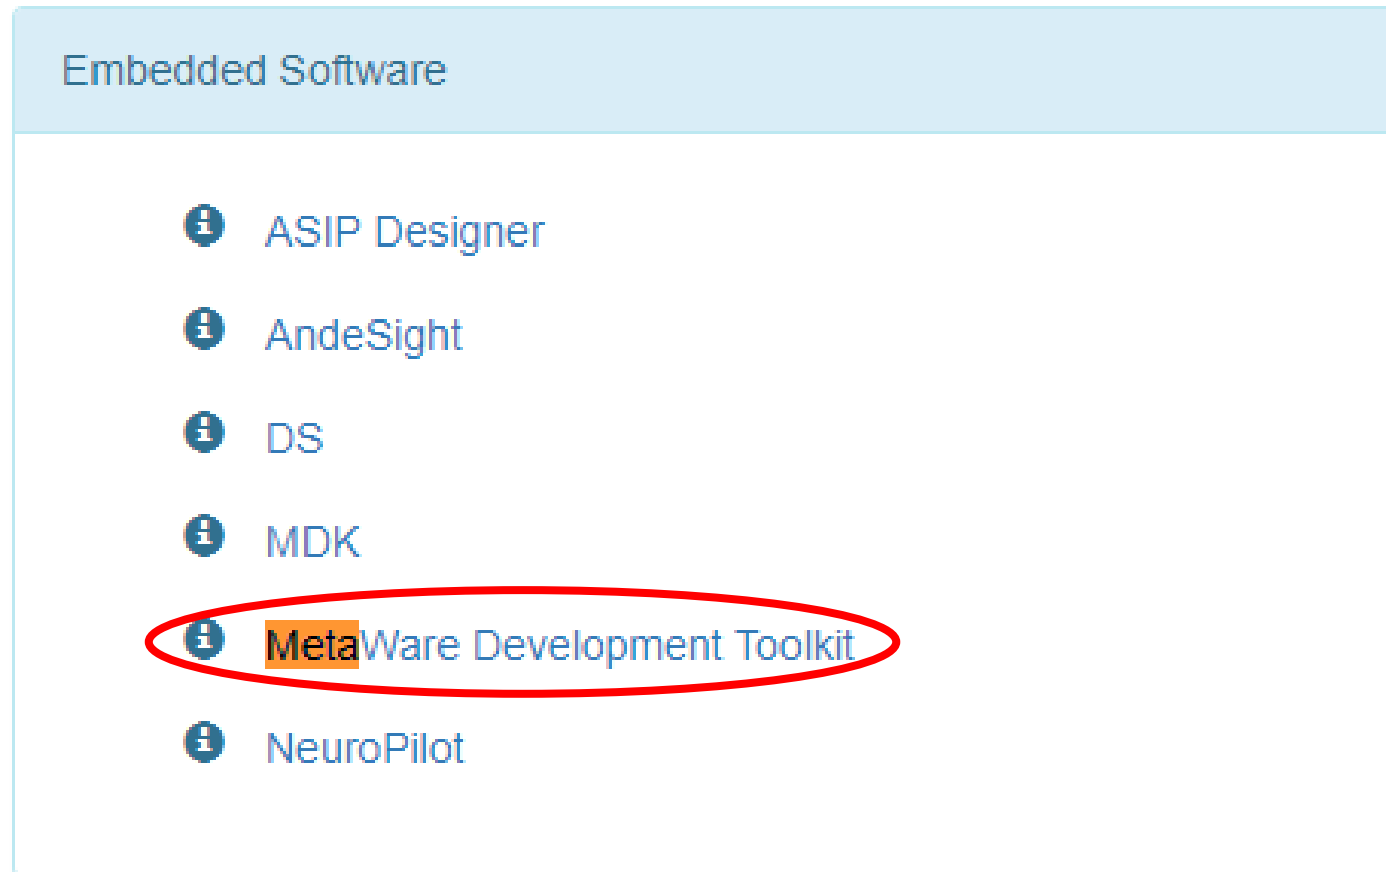 Embedded Software
ASIP Designer
AndeSight
DS
MDK
MetaWare Development Toolkit
NeuroPilot